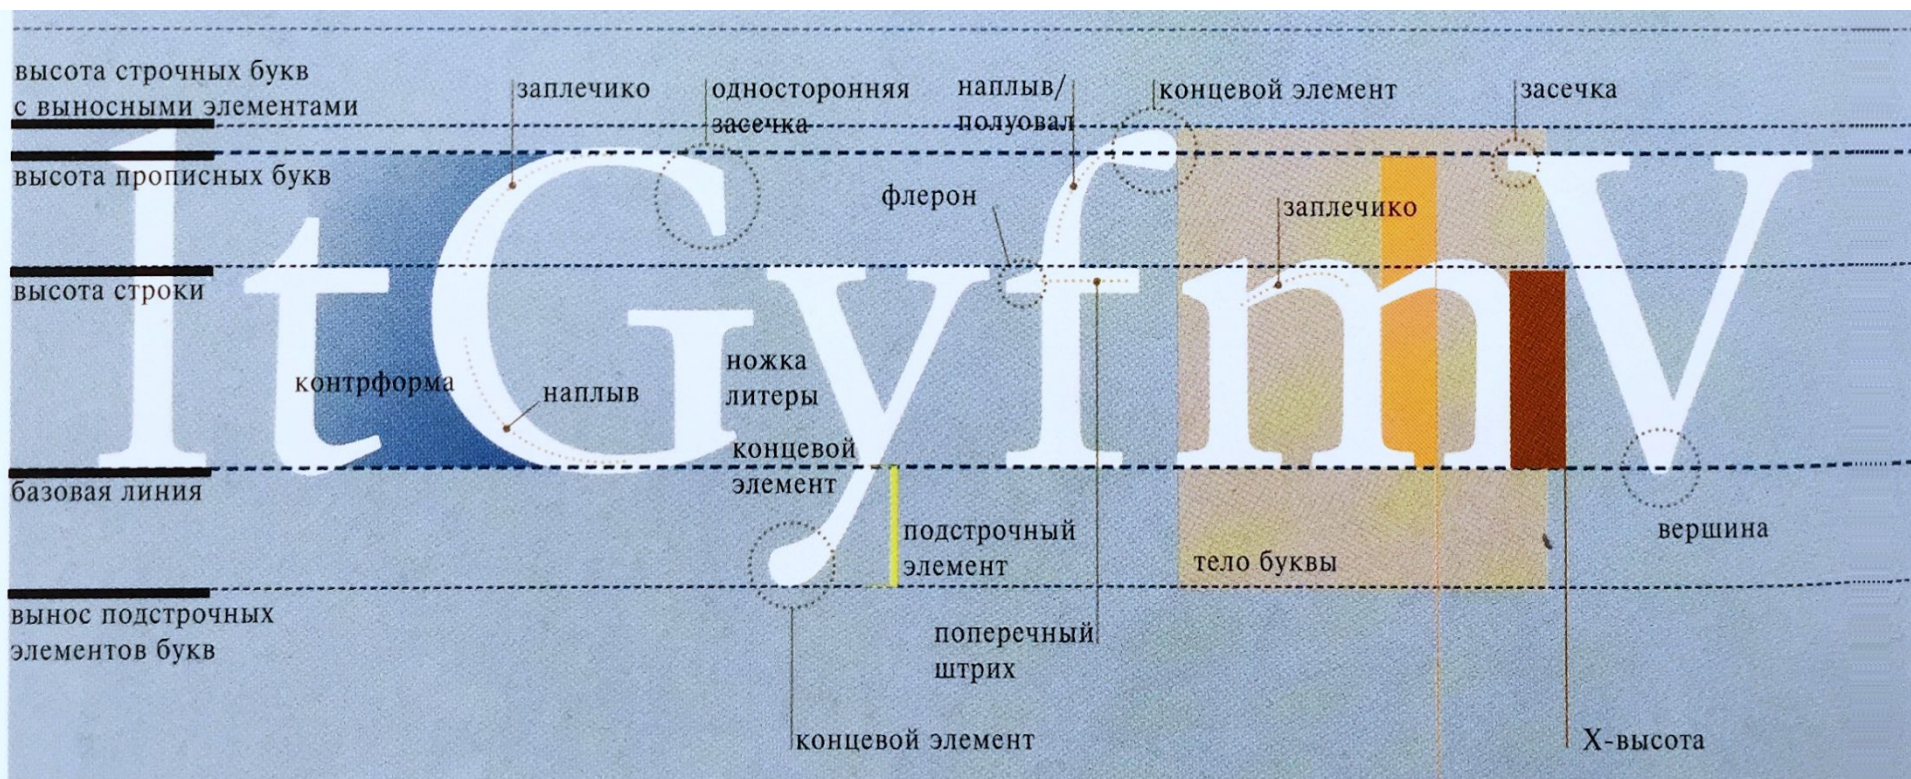 высота строчных букв
с выносными элементами
заплечико
односторонняя
засечка
наплыв/
полуовал
концевой элемент
засечка
высота прописных букв
флерон
заплечико
высота строки
ltGyfmV
контрформа
наплыв
ножка
литеры
концевой
элемент
базовая линия
подстрочный
элемент
тело буквы
вершина
вынос подстрочных
элементов букв
поперечный
штрих
концевой элемент
X-высота